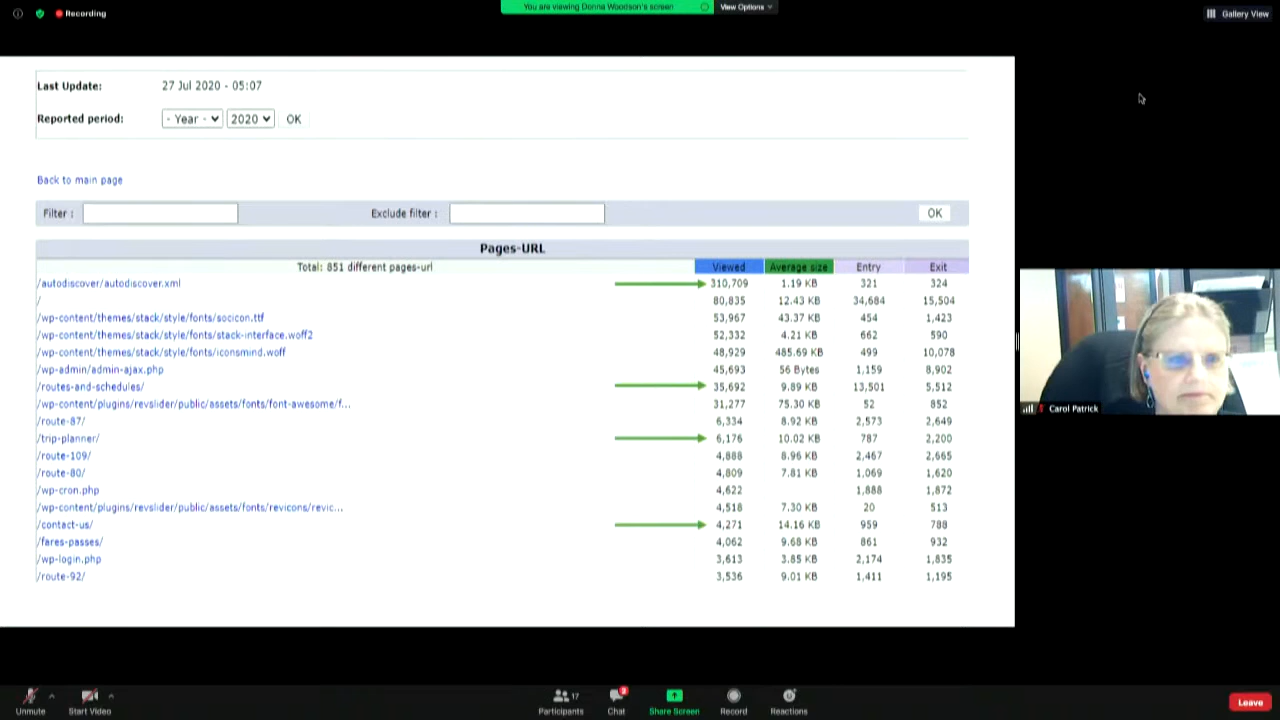 Recording
You are viewing Donna Woodson's screen
View Options
Gallery View
Last Update: 27 Jul 2020 - 05:07
Reported period: - Year - 2020 OK
Back to main page
Filter : Exclude filter : OK
Pages-URL
Total: 851 different pages-url Viewed Average size Entry Exit
/autodiscover/autodiscover.xml 310,709 1.19 KB 321 324
/ 80,835 12.43 KB 34,684 15,504
/wp-content/themes/stack/style/fonts/socicon.ttf 53,967 43.37 KB 454 1,423
/wp-content/themes/stack/style/fonts/stack-interface.woff2 52,332 4.21 KB 662 590
/wp-content/themes/stack/style/fonts/iconsmind.woff 48,929 485.69 KB 499 10,078
/wp-admin/admin-ajax.php 45,693 56 Bytes 1,159 8,902
/routes-and-schedules/ 35,692 9.89 KB 13,501 5,512
/wp-content/plugins/revslider/public/assets/fonts/font-awesome/f... 31,277 75.30 KB 52 852
/route-87/ 6,334 8.92 KB 2,573 2,649
/trip-planner/ 6,176 10.02 KB 787 2,200
/route-109/ 4,888 8.96 KB 2,467 2,665
/route-80/ 4,809 7.81 KB 1,069 1,620
/wp-cron.php 4,622 1,888 1,872
/wp-content/plugins/revslider/public/assets/fonts/revicons/revic... 4,518 7.30 KB 20 513
/contact-us/ 4,271 14.16 KB 959 788
/fares-passes/ 4,062 9.68 KB 861 932
/wp-login.php 3,613 3.85 KB 2,174 1,835
/route-92/ 3,536 9.01 KB 1,411 1,195
Carol Patrick
Unmute
Start Video
Participants 17
Chat
Share Screen
Record
Reactions
Leave